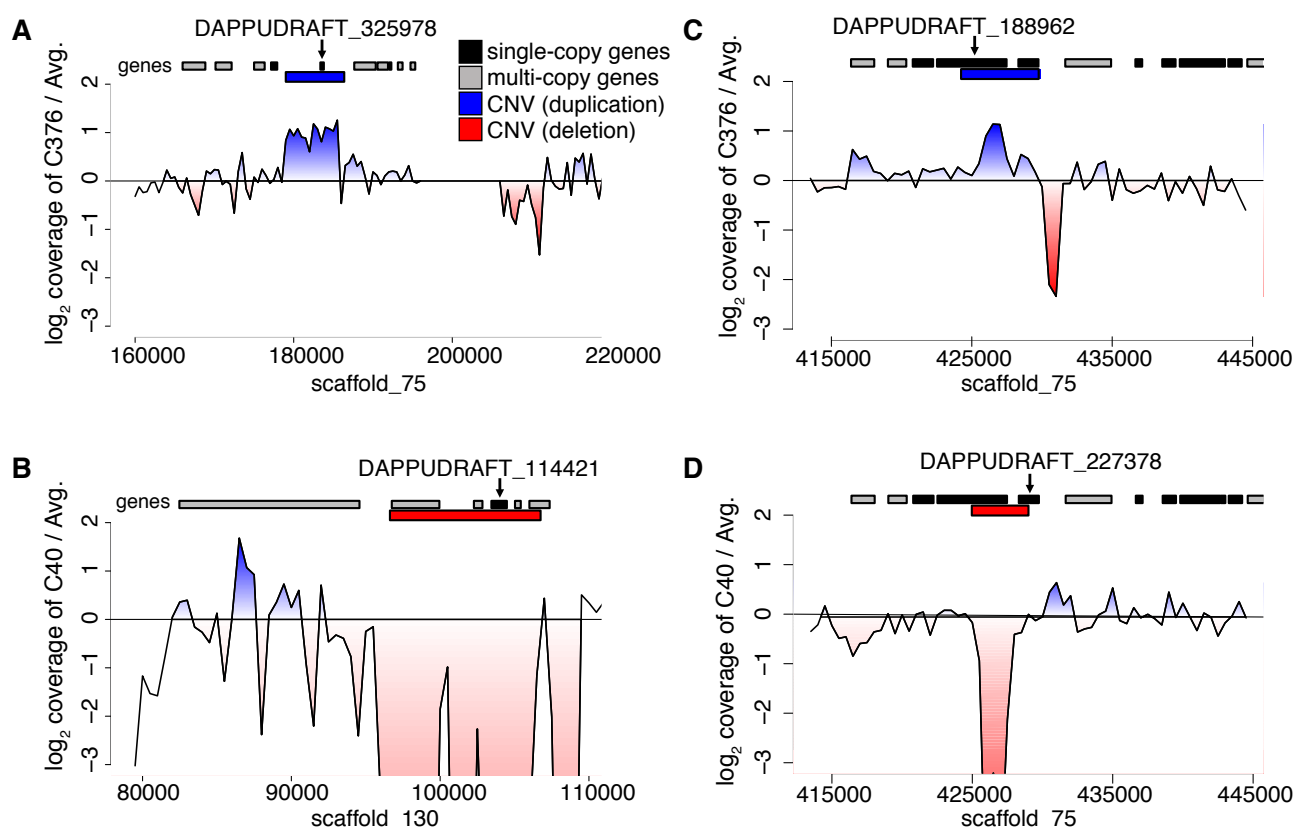 A
DAPPUDRAFT_325978
genes
single-copy genes
multi-copy genes
CNV (duplication)
CNV (deletion)
log2 coverage of C376 / Avg.
2
1
0
−1
−2
−3
160000 180000 200000 220000
scaffold_75
C
DAPPUDRAFT_188962
log2 coverage of C376 / Avg.
2
1
0
−1
−2
−3
415000 425000 435000 445000
scaffold_75
B
DAPPUDRAFT_114421
genes
log2 coverage of C40 / Avg.
2
1
0
−1
−2
−3
80000 90000 100000 110000
scaffold 130
D
DAPPUDRAFT_227378
log2 coverage of C40 / Avg.
2
1
0
−1
−2
−3
415000 425000 435000 445000
scaffold 75